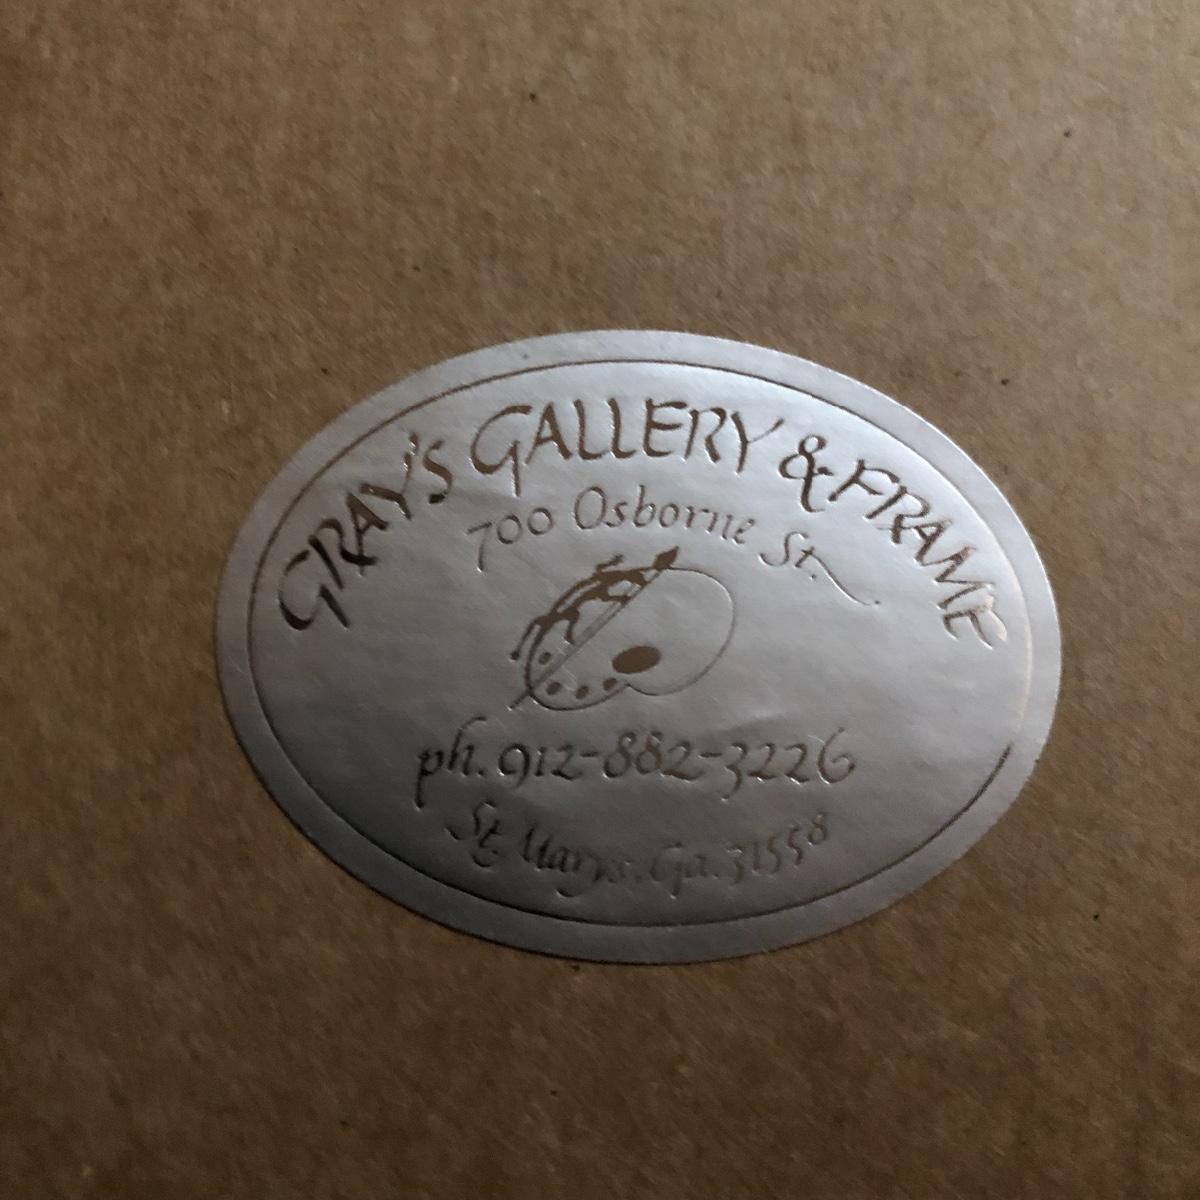 GRAY'S GALLERY & FRAME
700 Osborne St.
ph. 912-882-3226
St. Marys, Ga. 31558